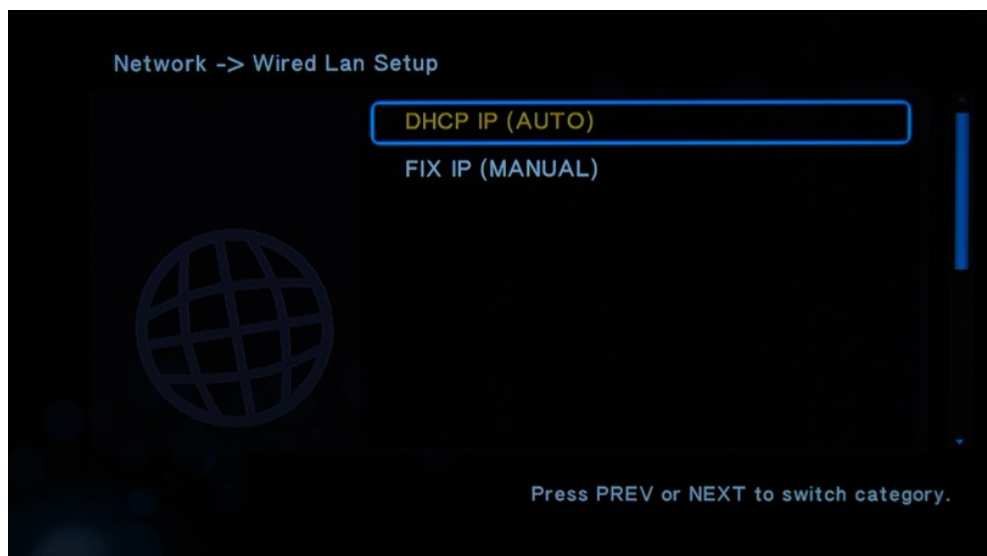 Network -> Wired Lan Setup
DHCP IP (AUTO)
FIX IP (MANUAL)
Press PREV or NEXT to switch category.